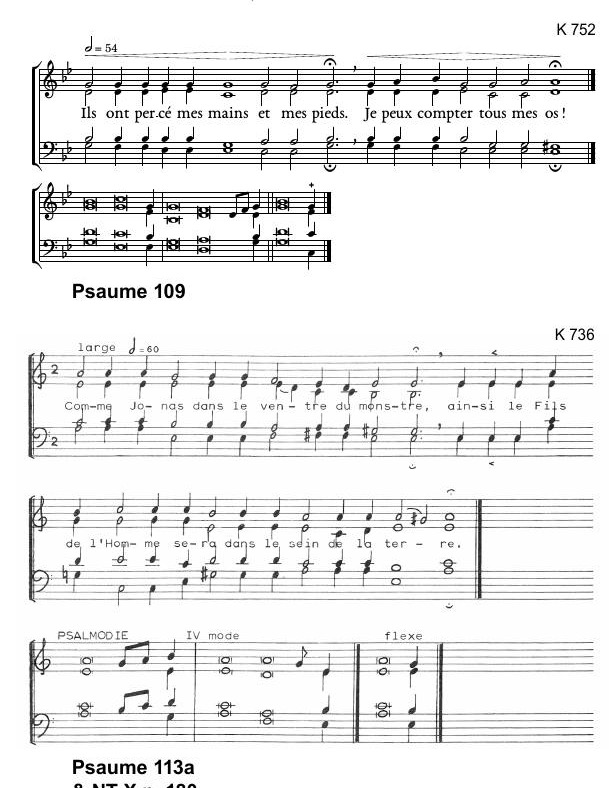 K 752
= 54
Ils ont per-cé mes mains et mes pieds. Je peux compter tous mes os !
Psaume 109
K 736
large = 60
Com-me Jo- nas dans le ven - tre du mons-tre, ain-si le Fils
de l'Hom- me se-ra dans le sein de la ter - re.
PSALMODIE IV mode flexe
Psaume 113a